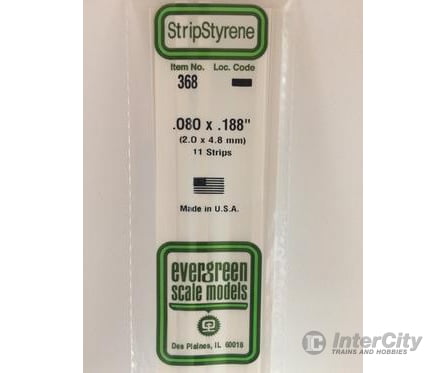 StripStyrene
Item No. Loc. Code
368
.080 x .188"
(2.0 x 4.8 mm)
11 Strips
Made in U.S.A.
evergreen
scale models
Des Plaines, IL 60018
IC InterCity
TRAINS AND HOBBIES